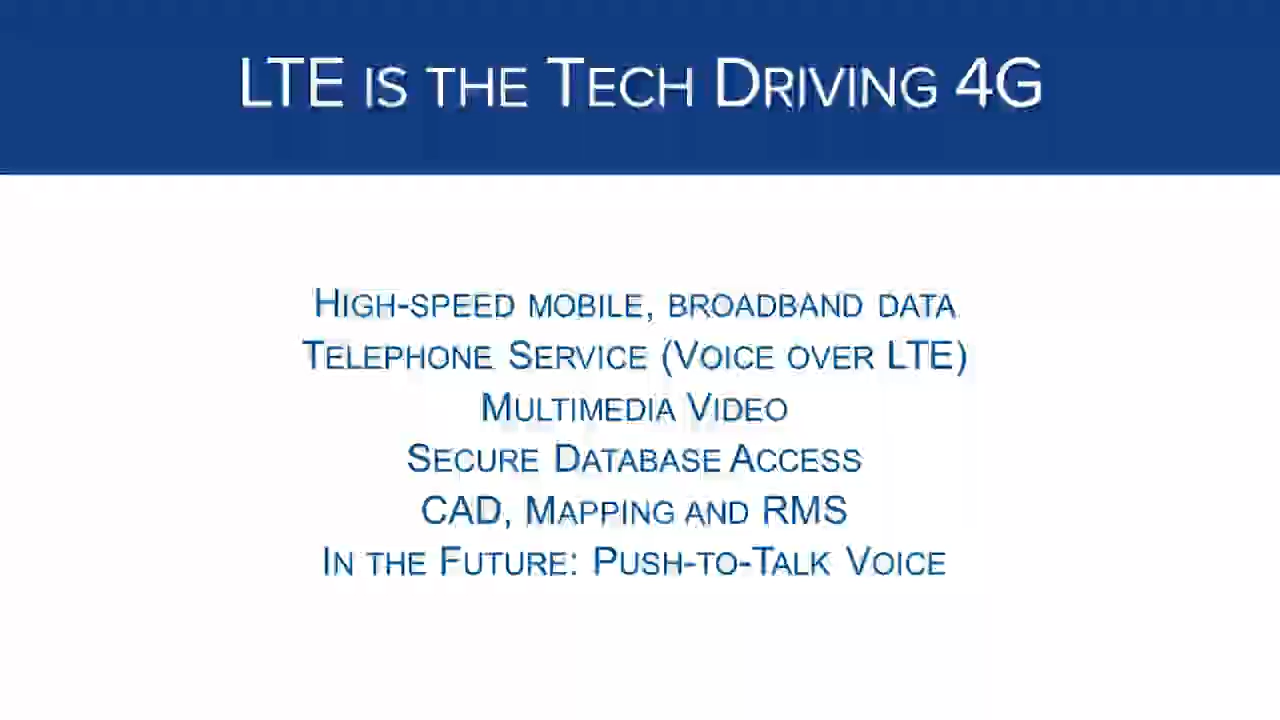 LTE is the Tech Driving 4G
High-speed mobile, broadband data
Telephone Service (Voice over LTE)
Multimedia Video
Secure Database Access
CAD, Mapping and RMS
In the Future: Push-to-Talk Voice